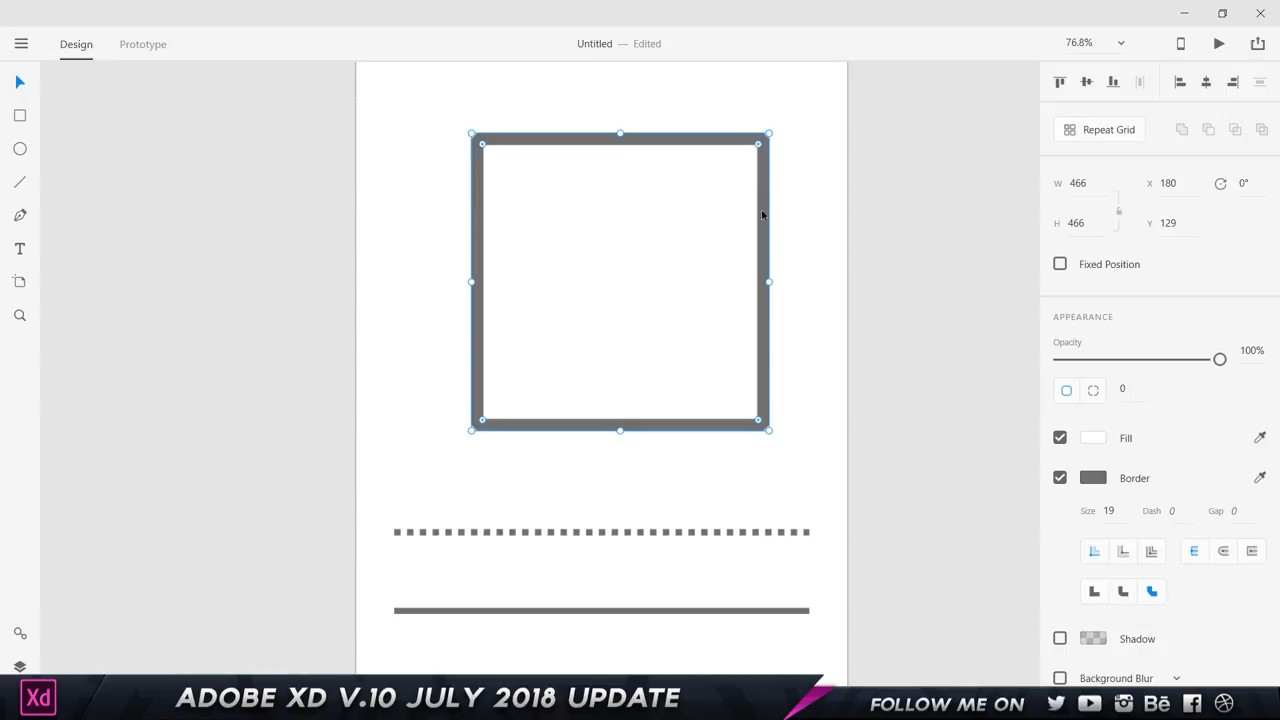 Design Prototype Untitled — Edited 76.8%
Repeat Grid
W 466 X 180 0°
H 466 Y 129
Fixed Position
APPEARANCE
Opacity
100%
0
Fill
Border
Size 19 Dash 0 Gap 0
Shadow
Background Blur
Xd ADOBE XD V.10 JULY 2018 UPDATE FOLLOW ME ON Bē